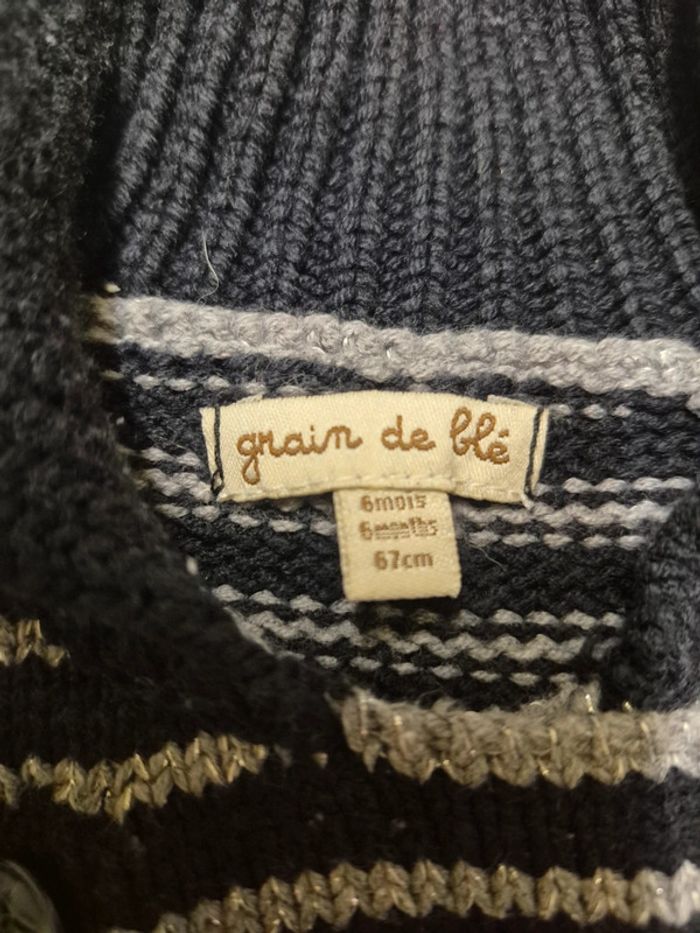 grain de blé
6mois
6months
67cm